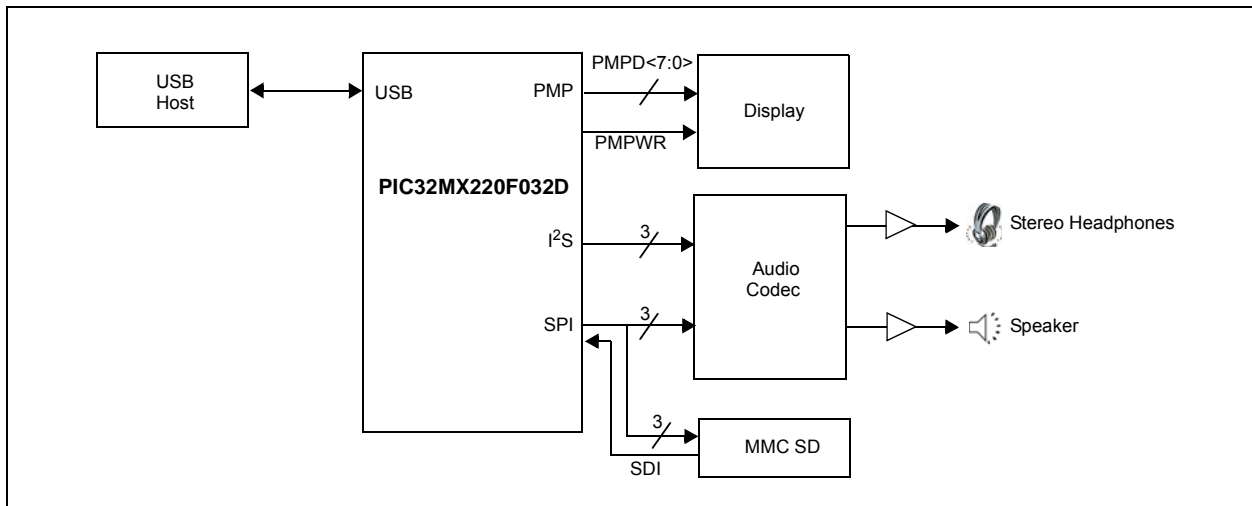 USB
Host
USB
PMP
PMPD<7:0>
PMPWR
Display
PIC32MX220F032D
I²S
3
Audio
Codec
Stereo Headphones
SPI
3
Speaker
3
SDI
MMC SD